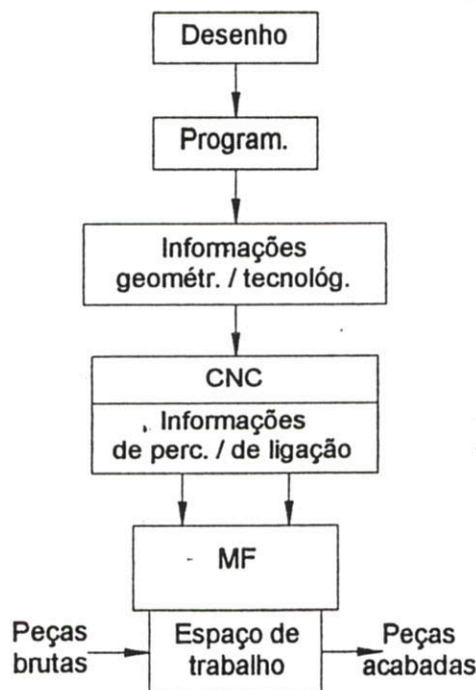 Desenho
Program.
Informações
geométr. / tecnológ.
CNC
Informações
de perc. / de ligação
MF
Peças
brutas
Espaço de
trabalho
Peças
acabadas